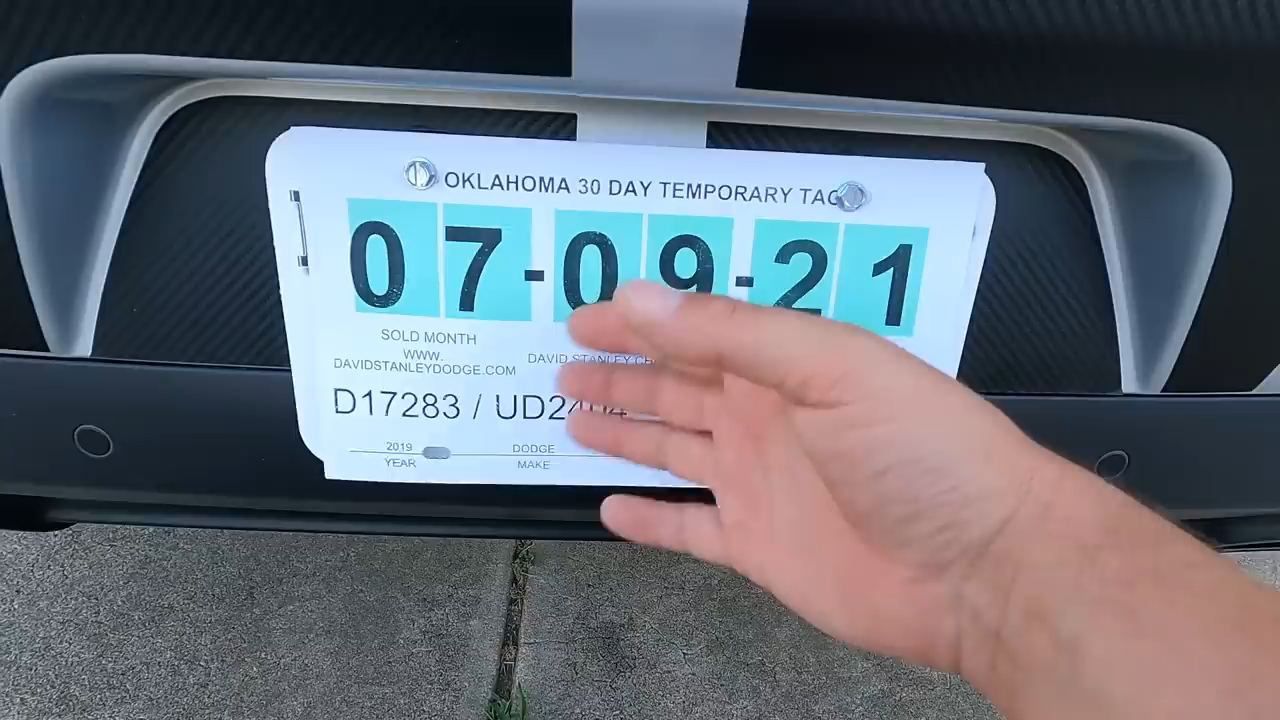 OKLAHOMA 30 DAY TEMPORARY TAG
07-09-21
SOLD MONTH
WWW.
DAVIDSTANLEYDODGE.COM
DAVID STANLEY
D17283 /
2019 DODGE
YEAR MAKE